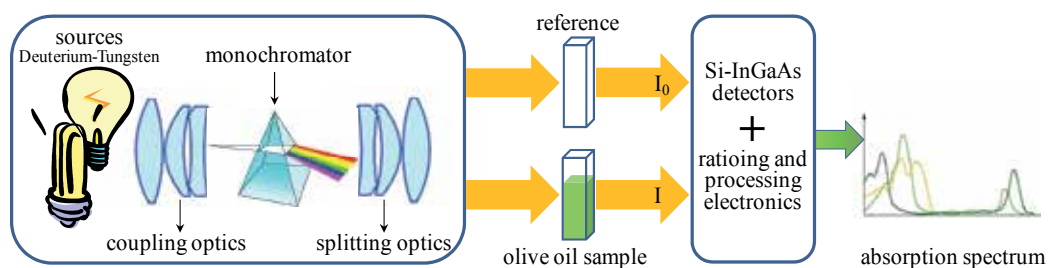 sources
Deuterium-Tungsten
monochromator
coupling optics
splitting optics
reference
I₀
I
olive oil sample
Si-InGaAs
detectors
+
ratioing and
processing
electronics
absorption spectrum